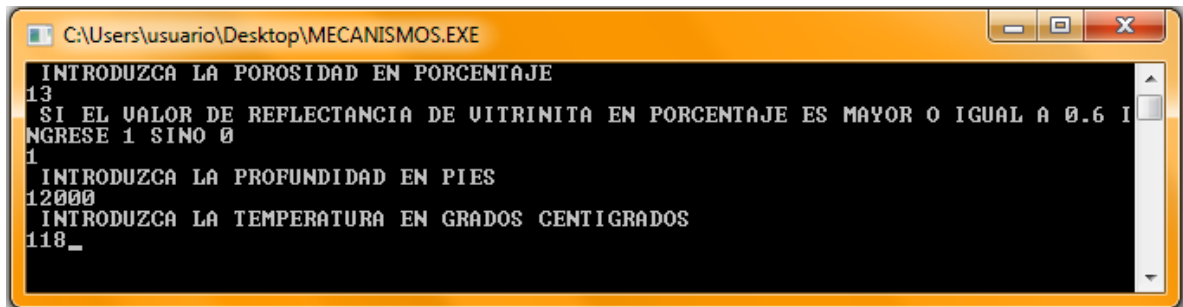 C:\Users\usuario\Desktop\MECANISMOS.EXE
INTRODUZCA LA POROSIDAD EN PORCENTAJE
13
SI EL VALOR DE REFLECTANCIA DE VITRINITA EN PORCENTAJE ES MAYOR O IGUAL A 0.6 I
NGRESE 1 SINO 0
1
INTRODUZCA LA PROFUNDIDAD EN PIES
12000
INTRODUZCA LA TEMPERATURA EN GRADOS CENTIGRADOS
118_